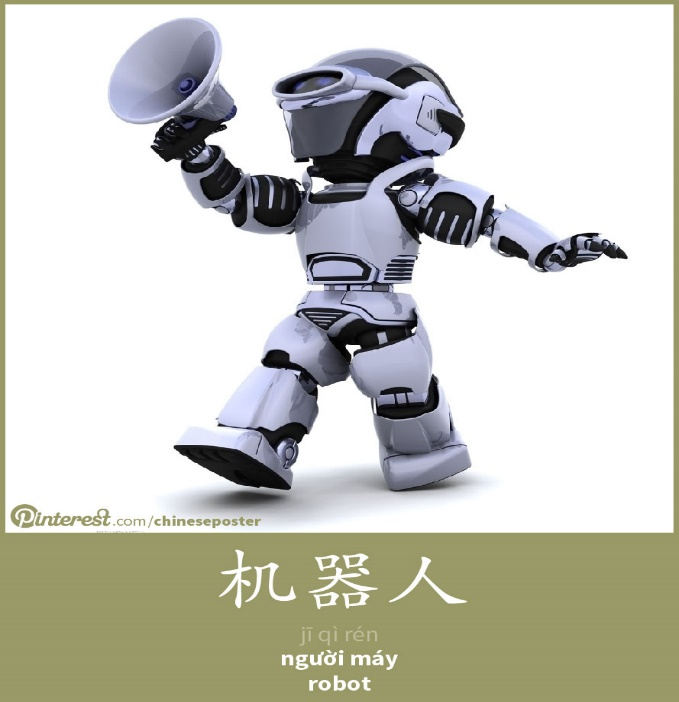 Pinterest.com/chineseposter
机器人
jī qì rén
người máy
robot